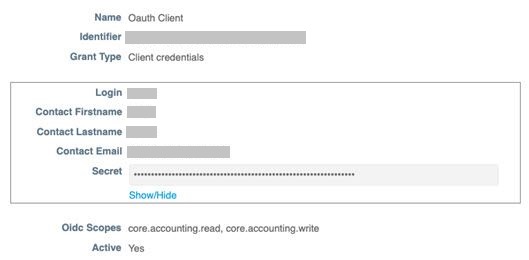 Name Oauth Client
Identifier
Grant Type Client credentials
Login
Contact Firstname
Contact Lastname
Contact Email
Secret ••••••••••••••••••••••••••••••••••••••••••••••••••••••••••••••••
Show/Hide
Oidc Scopes core.accounting.read, core.accounting.write
Active Yes